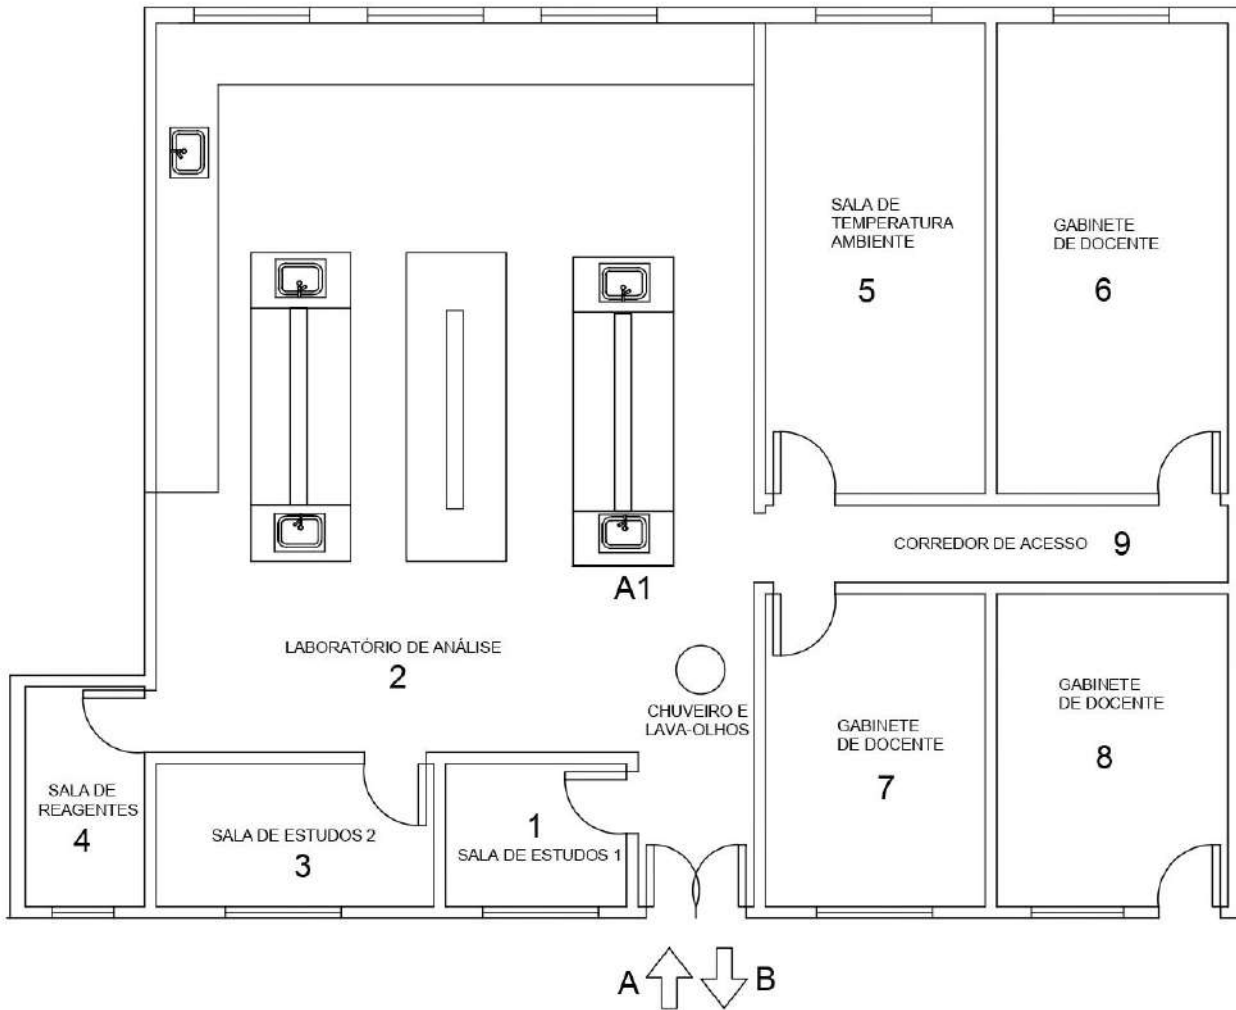 SALA DE
TEMPERATURA
AMBIENTE
5
GABINETE
DE DOCENTE
6
CORREDOR DE ACESSO 9
A1
LABORATÓRIO DE ANÁLISE
2
CHUVEIRO E
LAVA-OLHOS
GABINETE
DE DOCENTE
7
GABINETE
DE DOCENTE
8
SALA DE
REAGENTES
4
SALA DE ESTUDOS 2
3
1
SALA DE ESTUDOS 1
A
B